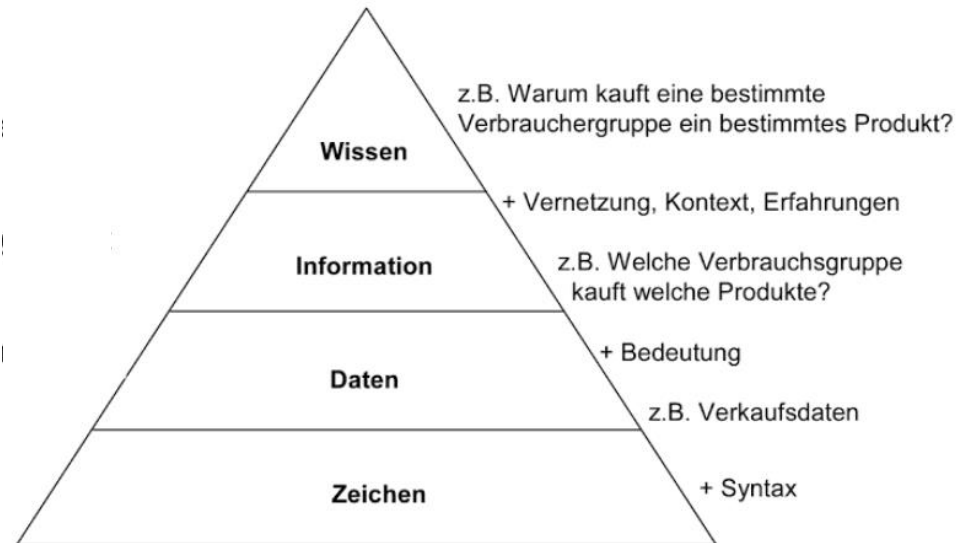 z.B. Warum kauft eine bestimmte
Verbrauchergruppe ein bestimmtes Produkt?
Wissen
+ Vernetzung, Kontext, Erfahrungen
Information
z.B. Welche Verbrauchsgruppe
kauft welche Produkte?
+ Bedeutung
Daten
z.B. Verkaufsdaten
Zeichen
+ Syntax